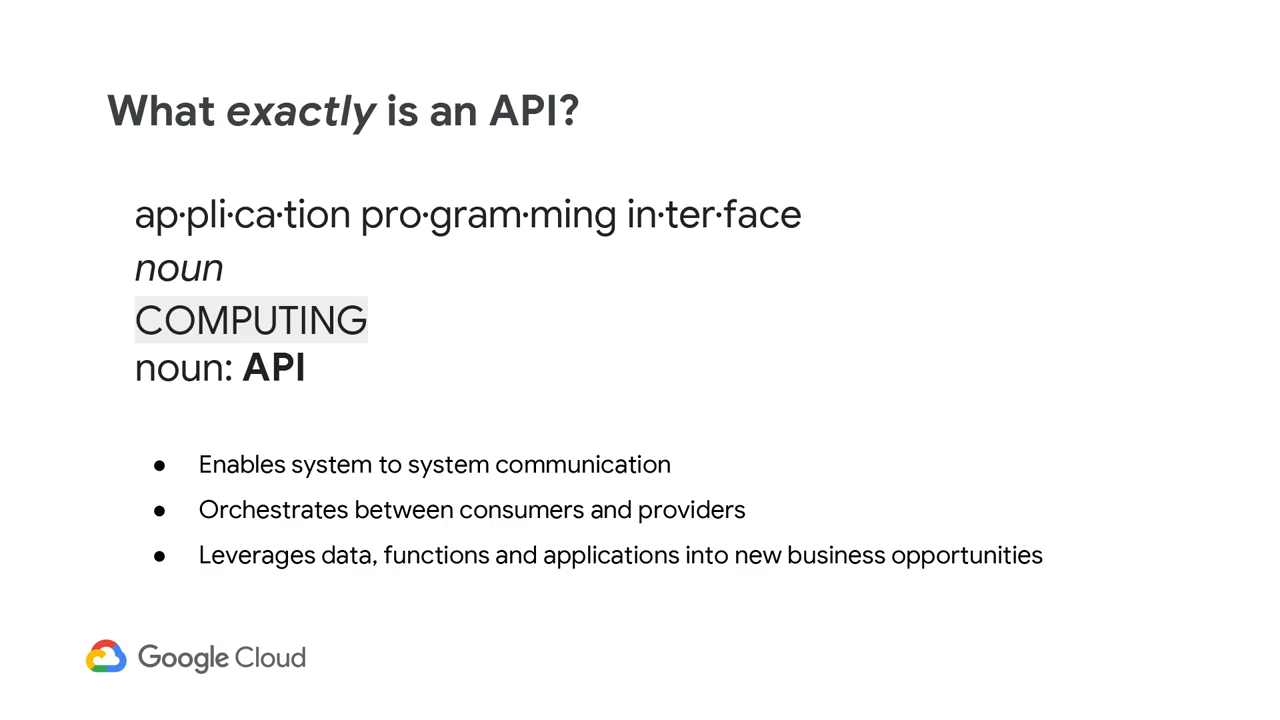 What exactly is an API?
ap·pli·ca·tion pro·gram·ming in·ter·face
noun
COMPUTING
noun: API
● Enables system to system communication
● Orchestrates between consumers and providers
● Leverages data, functions and applications into new business opportunities
Google Cloud